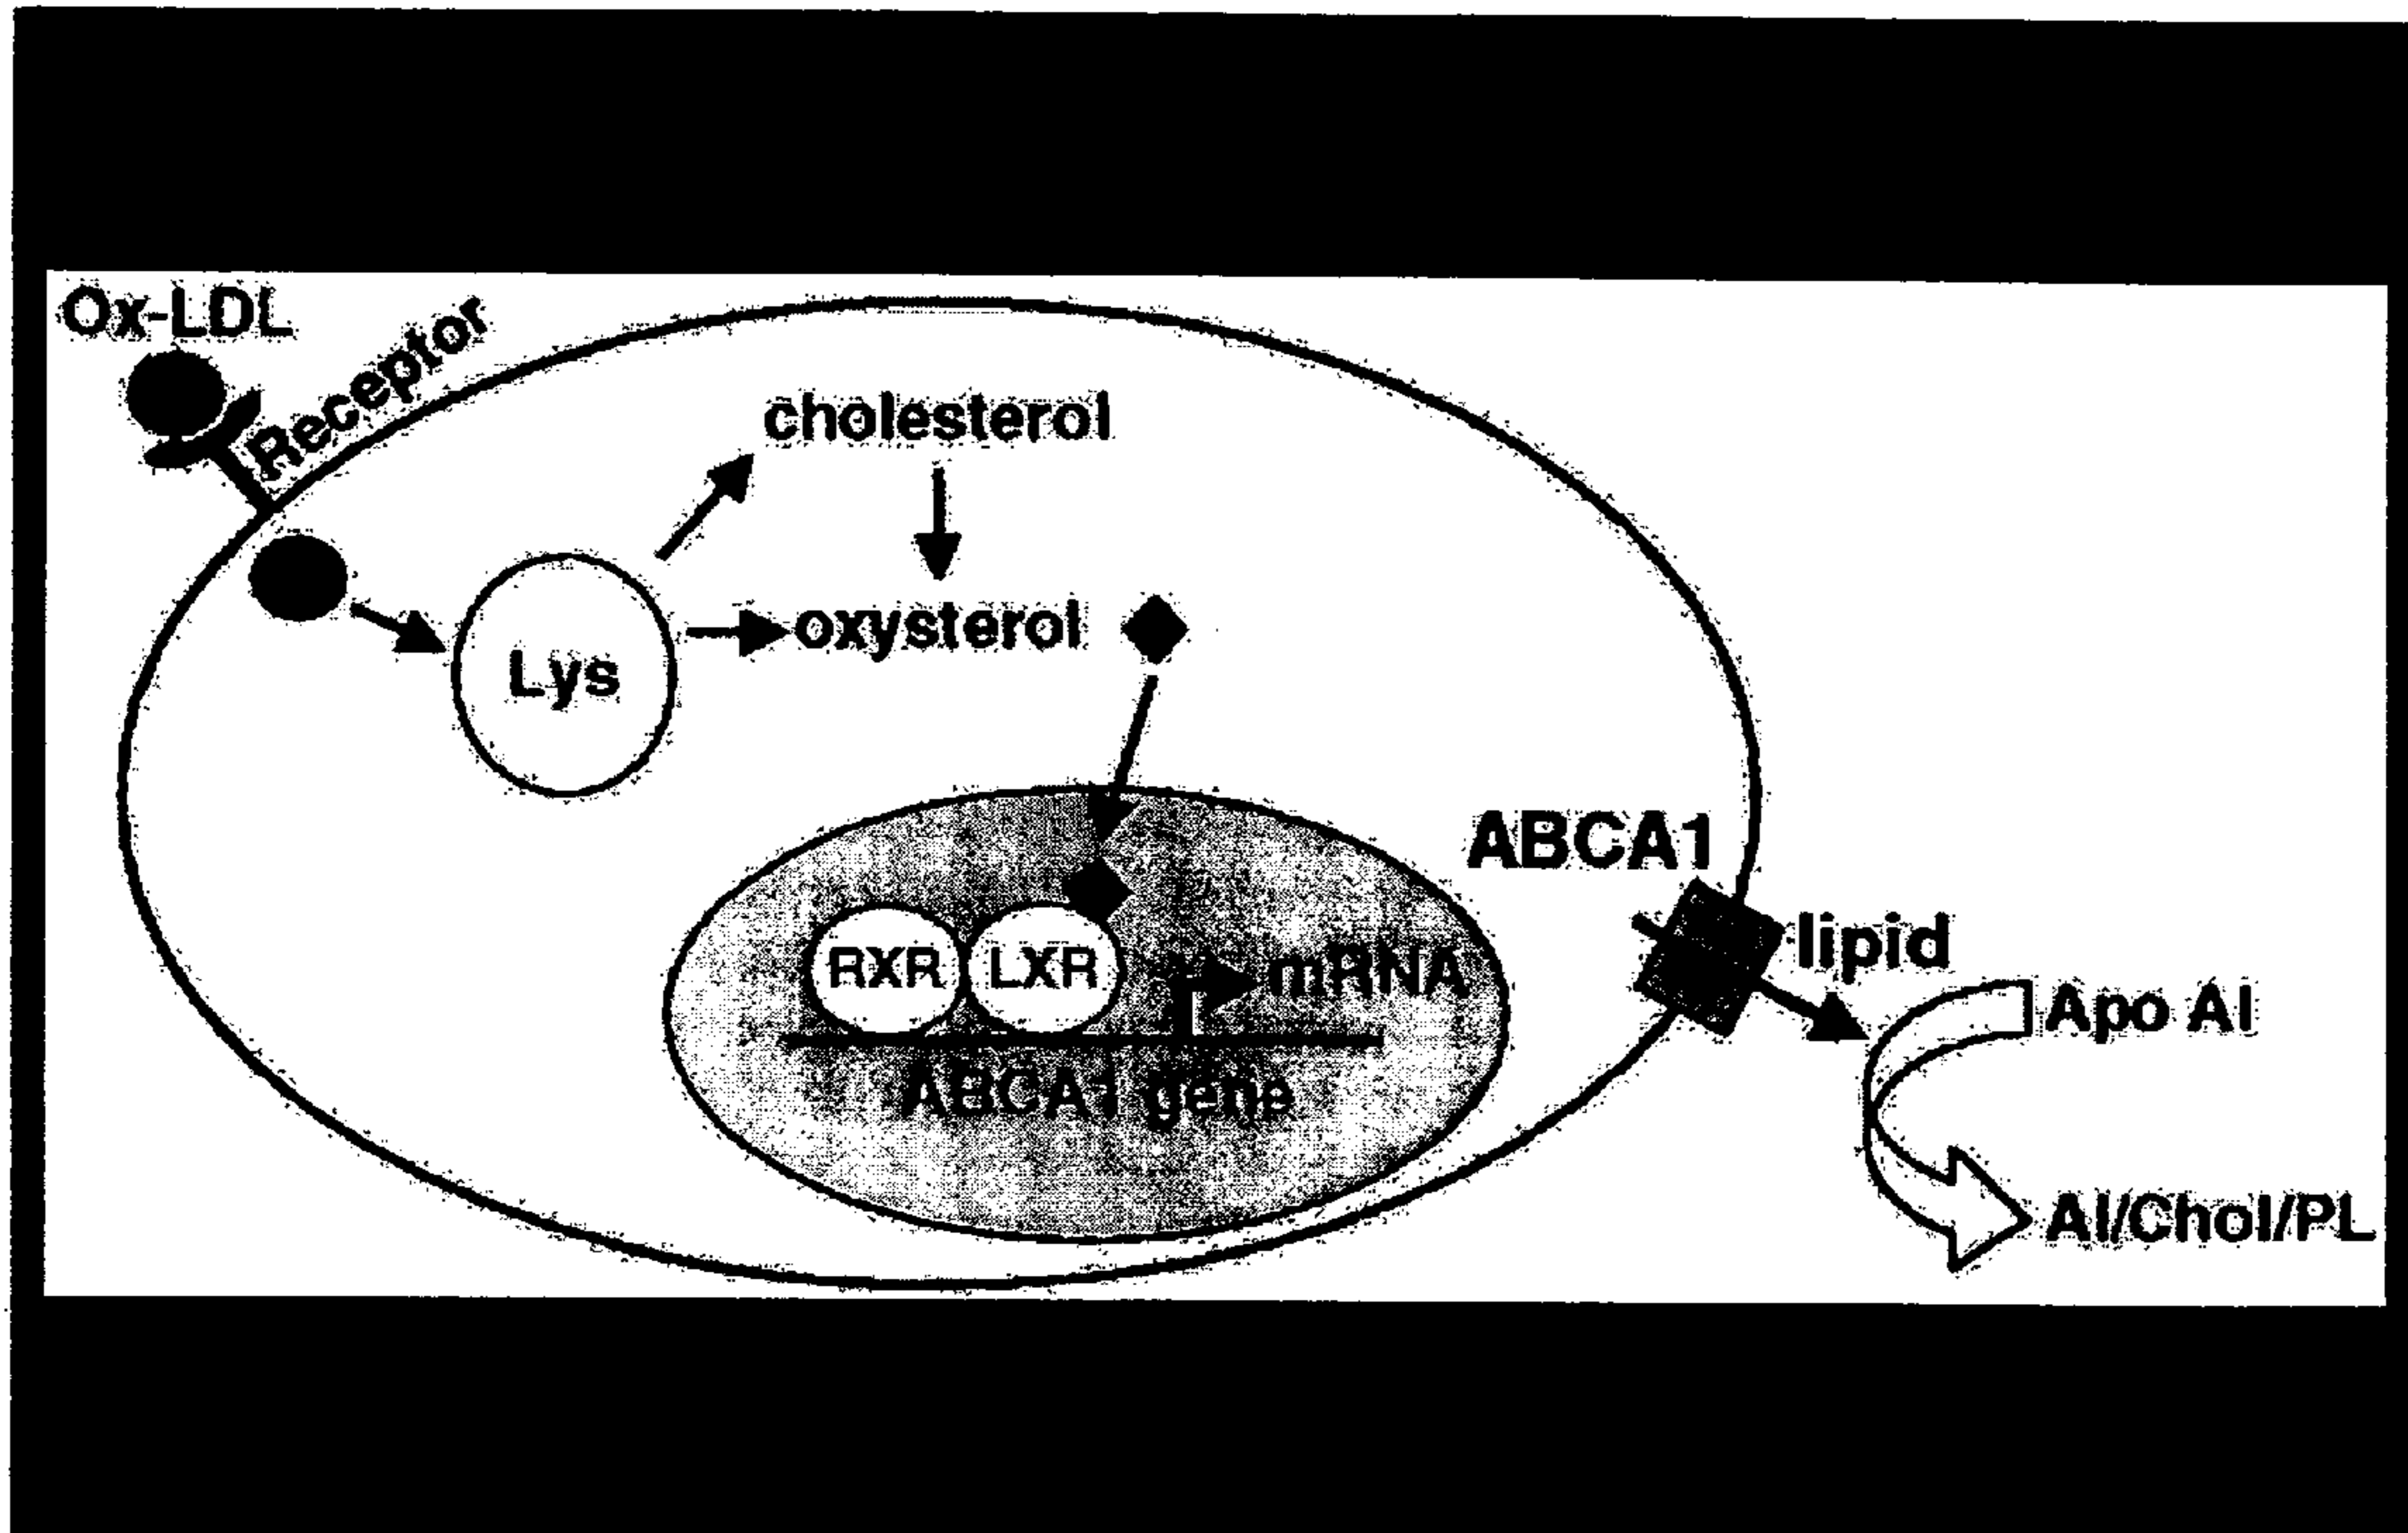 Ox-LDL
Receptor
cholesterol
oxysterol
Lys
ABCA1
lipid
RXR
LXR
mRNA
Apo AI
ABCA1 gene
AI/Chol/PL